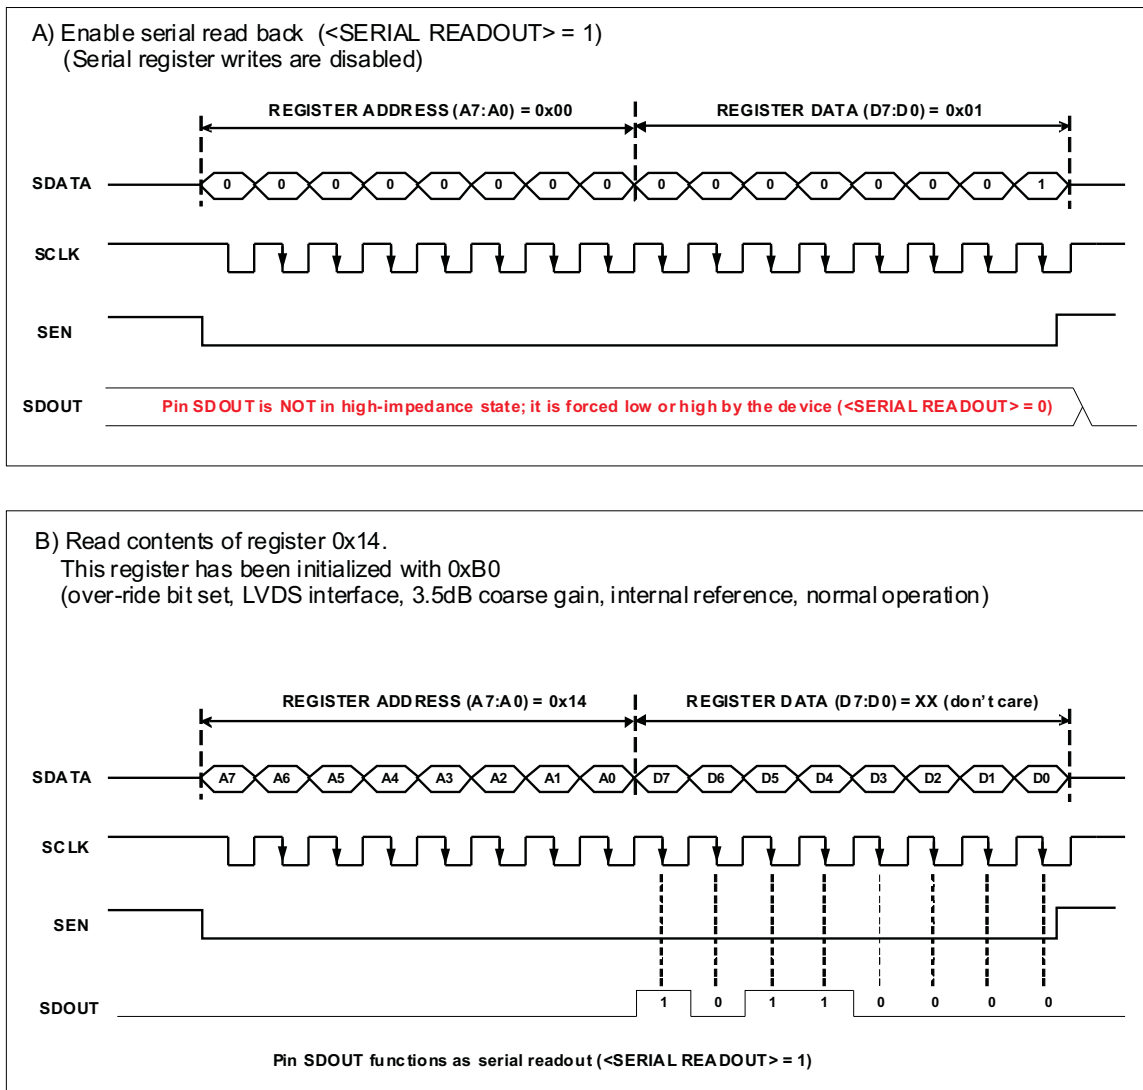 A) Enable serial read back (<SERIAL READOUT> = 1)
(Serial register writes are disabled)
REGISTER ADDRESS (A7:A0) = 0x00 REGISTER DATA (D7:D0) = 0x01
SDATA 0 0 0 0 0 0 0 0 0 0 0 0 0 0 0 1
SCLK
SEN
SDOUT Pin SDOUT is NOT in high-impedance state; it is forced low or high by the device (<SERIAL READOUT> = 0)
B) Read contents of register 0x14.
This register has been initialized with 0xB0
(over-ride bit set, LVDS interface, 3.5dB coarse gain, internal reference, normal operation)
REGISTER ADDRESS (A7:A0) = 0x14 REGISTER DATA (D7:D0) = XX (don't care)
SDATA A7 A6 A5 A4 A3 A2 A1 A0 D7 D6 D5 D4 D3 D2 D1 D0
SCLK
SEN
SDOUT 1 0 1 1 0 0 0 0
Pin SDOUT functions as serial readout (<SERIAL READOUT> = 1)